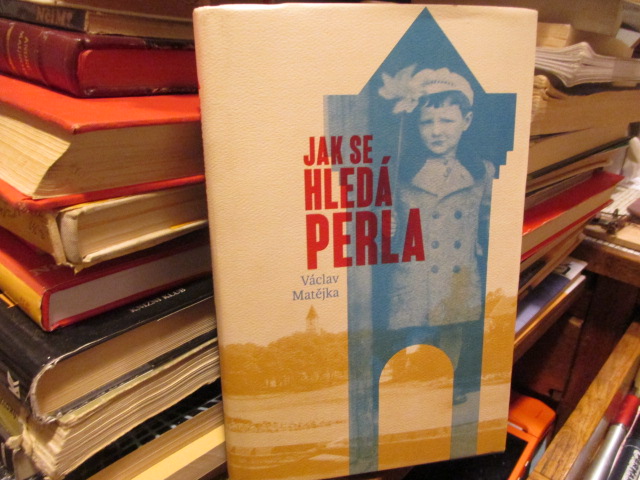 JAK SE
HLEDÁ
PERLA
Václav
Matějka